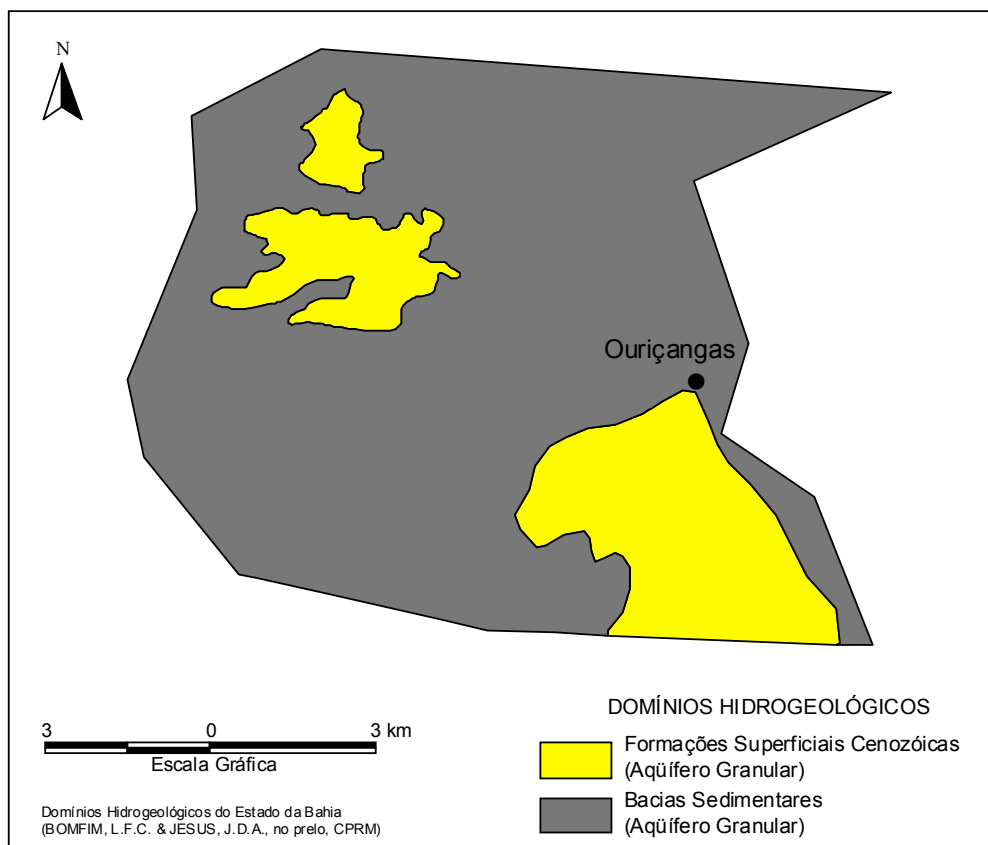 N
Ouriçangas
3 0 3 km
Escala Gráfica
Domínios Hidrogeológicos do Estado da Bahia
(BOMFIM, L.F.C. & JESUS, J.D.A., no prelo, CPRM)
DOMÍNIOS HIDROGEOLÓGICOS
Formações Superficiais Cenozóicas
(Aqüífero Granular)
Bacias Sedimentares
(Aqüífero Granular)